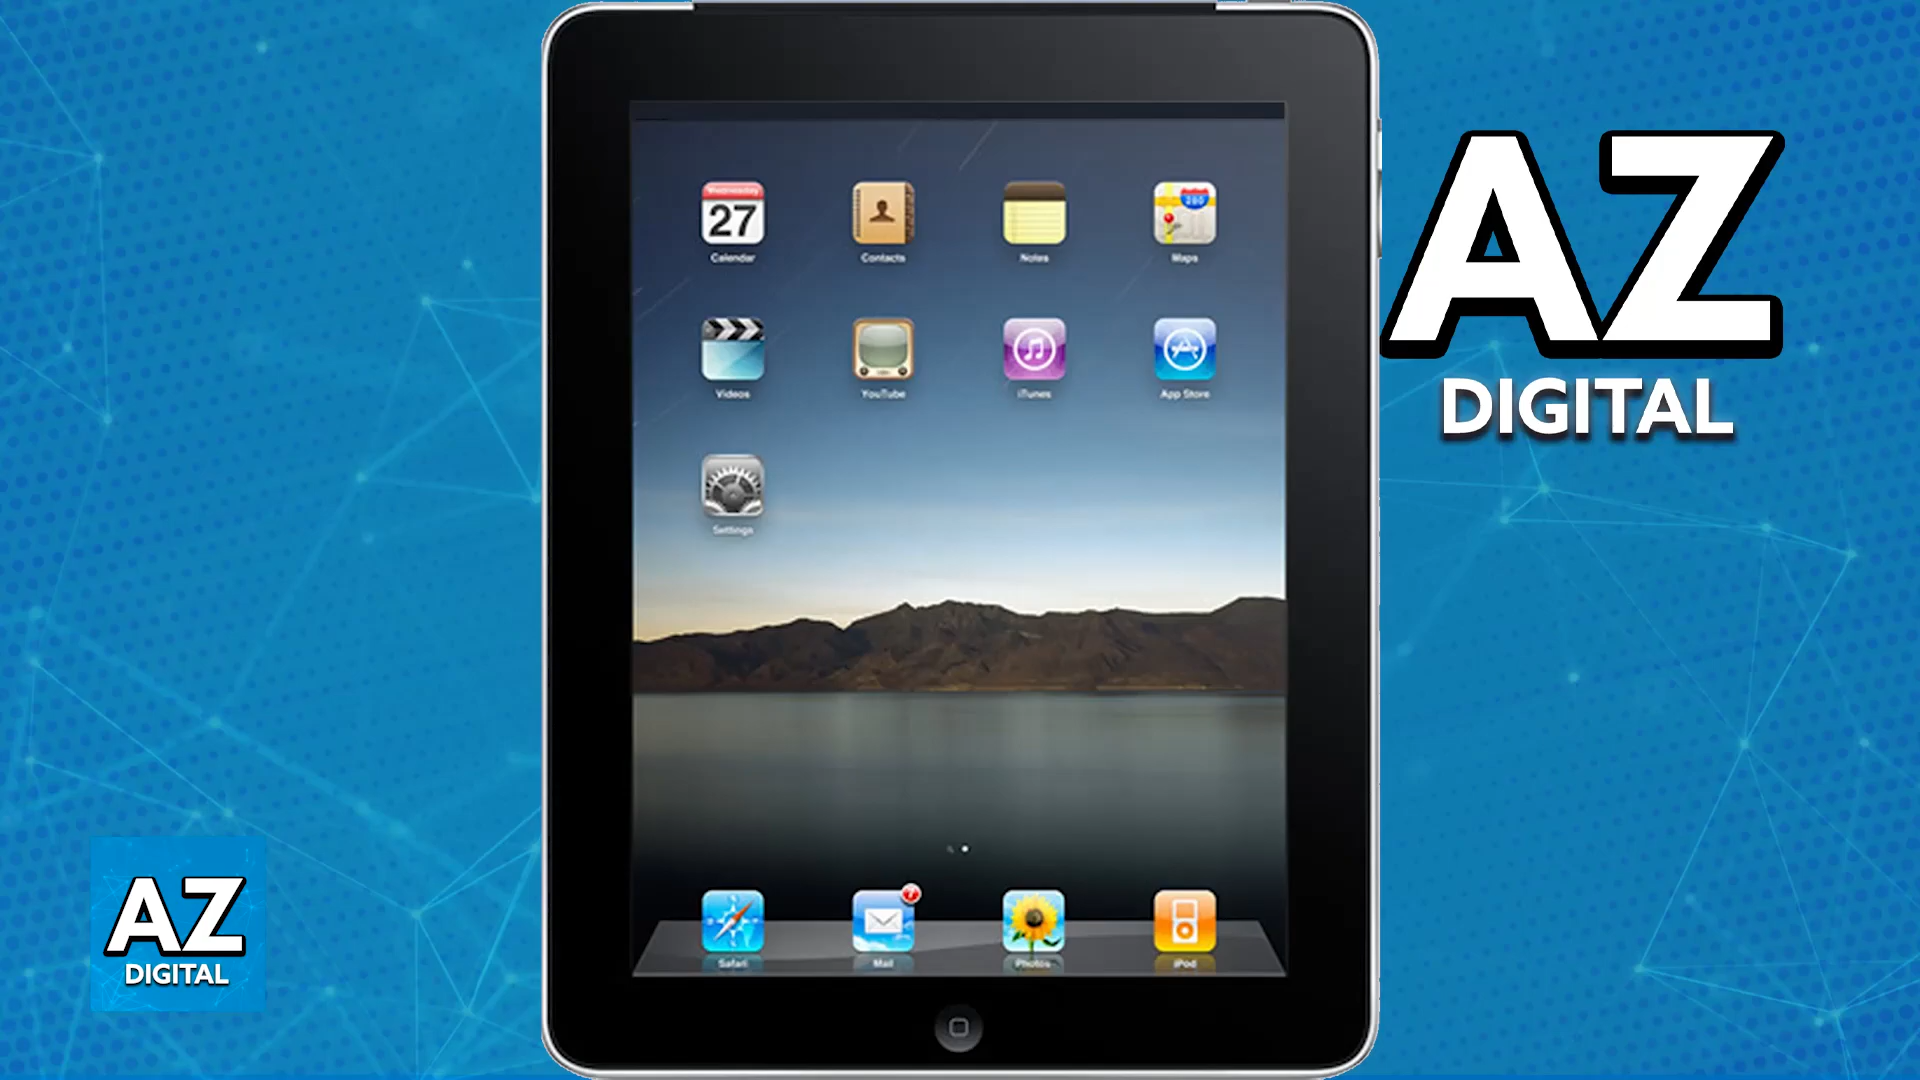 AZ
DIGITAL
Wednesday
27
280
Calendar
Contacts
Notes
Maps
Videos
YouTube
iTunes
App Store
Settings
Safari
Mail
Photos
iPod
AZ
DIGITAL